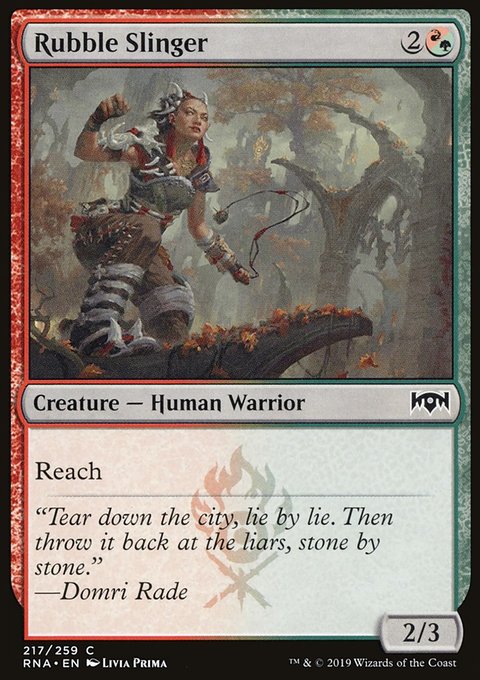 Rubble Slinger 2
Creature — Human Warrior
Reach
“Tear down the city, lie by lie. Then
throw it back at the liars, stone by
stone.”
—Domri Rade
2/3
217/259 C
RNA • EN Livia Prima
™ & © 2019 Wizards of the Coast